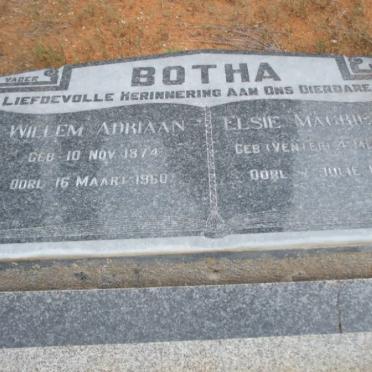 VADER
BOTHA
LIEFDEVOLLE HERINNERING AAN ONS DIERBARE
WILLEM ADRIAAN
GEB 10 NOV. 1874
OORL 16 MAART 1960
ELSIE
GEB (VENTER)
OORL JULIE